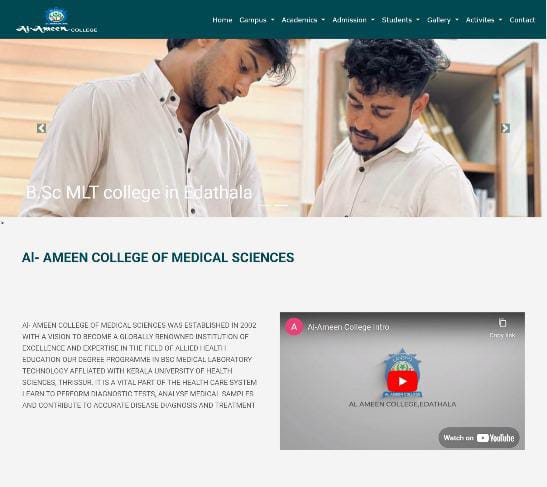 Al-Ameen COLLEGE
Home Campus Academics Admission Students Gallery Activites Contact
B.Sc MLT college in Edathala
Al- AMEEN COLLEGE OF MEDICAL SCIENCES
Al- AMEEN COLLEGE OF MEDICAL SCIENCES WAS ESTABLISHED IN 2002
WITH A VISION TO BECOME A GLOBALLY RENOWNED INSTITUTION OF
EXCELLENCE AND EXPERTISE IN THE FIELD OF ALLIED HEALTH
EDUCATION OUR DEGREE PROGRAMME IN BSC MEDICAL LABORATORY
TECHNOLOGY AFFLIATED WITH KERALA UNIVERSITY OF HEALTH
SCIENCES, THRISSUR. IT IS A VITAL PART OF THE HEALTH CARE SYSTEM
LEARN TO PERFORM DIAGNOSTIC TESTS, ANALYSE MEDICAL SAMPLES
AND CONTRIBUTE TO ACCURATE DISEASE DIAGNOSIS AND TREATMENT
A Al-Ameen College Intro
Copy link
AL AMEEN COLLEGE
AL AMEEN COLLEGE,EDATHALA
Watch on YouTube